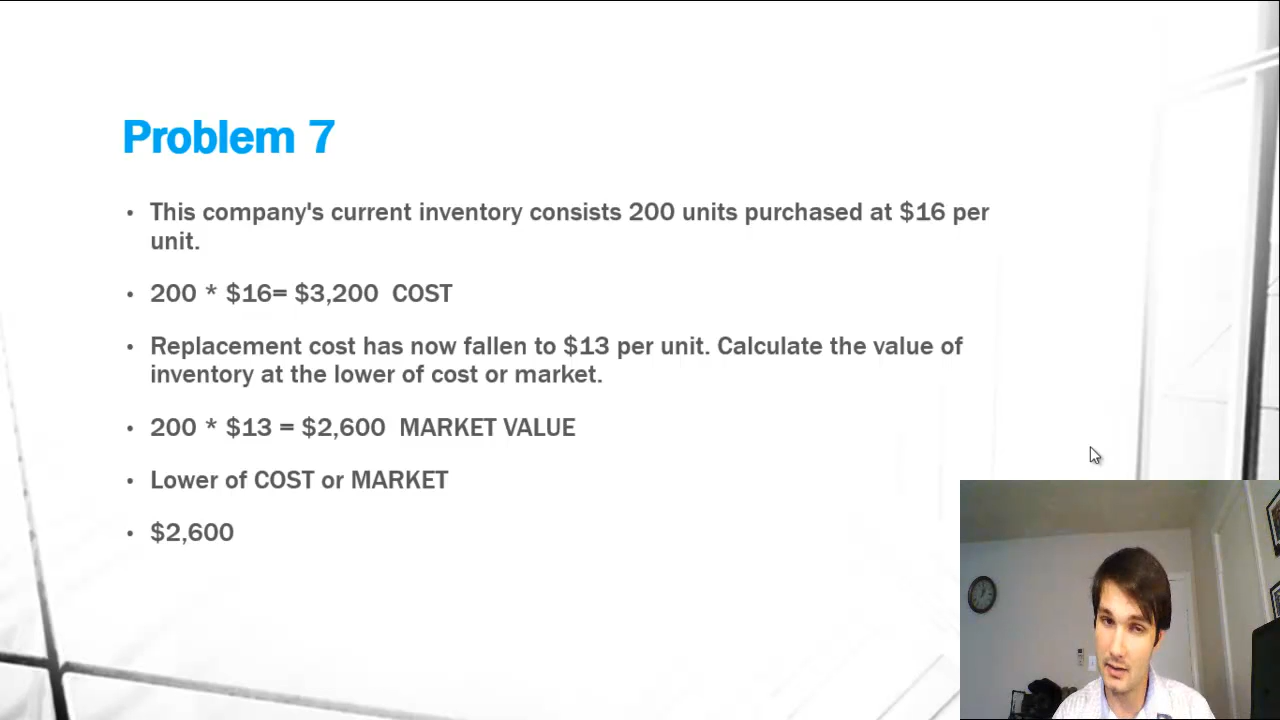 Problem 7
• This company's current inventory consists 200 units purchased at $16 per
unit.
• 200 * $16= $3,200  COST
• Replacement cost has now fallen to $13 per unit. Calculate the value of
inventory at the lower of cost or market.
• 200 * $13 = $2,600  MARKET VALUE
• Lower of COST or MARKET
• $2,600